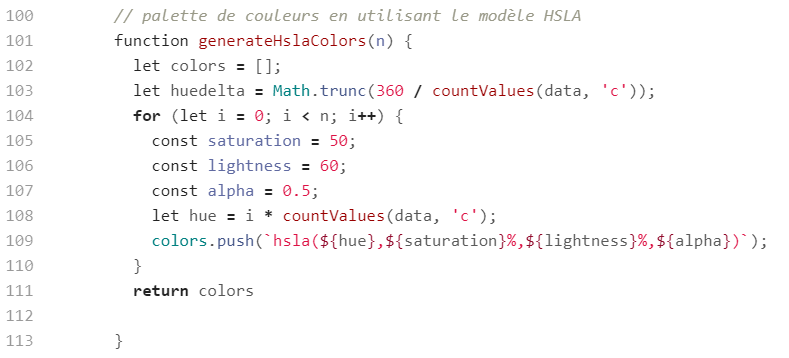 100 // palette de couleurs en utilisant le modèle HSLA
101 function generateHslaColors(n) {
102 let colors = [];
103 let huedelta = Math.trunc(360 / countValues(data, 'c'));
104 for (let i = 0; i < n; i++) {
105 const saturation = 50;
106 const lightness = 60;
107 const alpha = 0.5;
108 let hue = i * countValues(data, 'c');
109 colors.push(`hsla(${hue},${saturation}%,${lightness}%,${alpha})`);
110 }
111 return colors
112
113 }